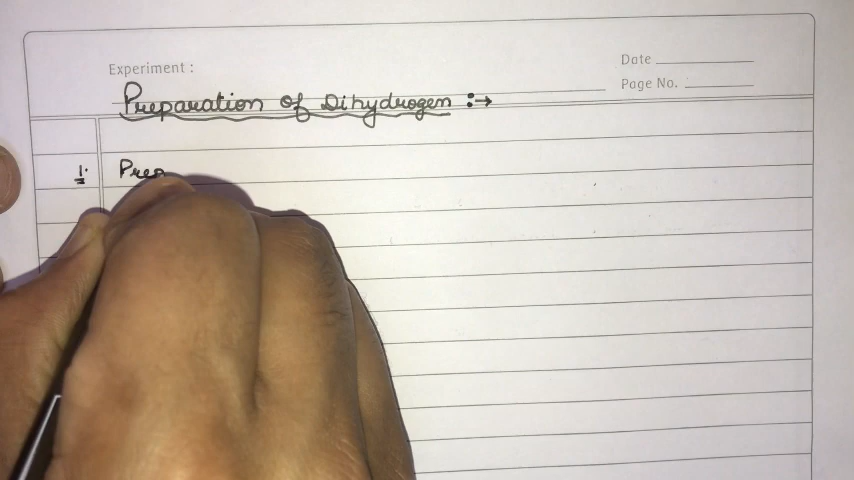 Experiment :
Date
Page No.
Preparation of Dihydrogen :→
1. Prep